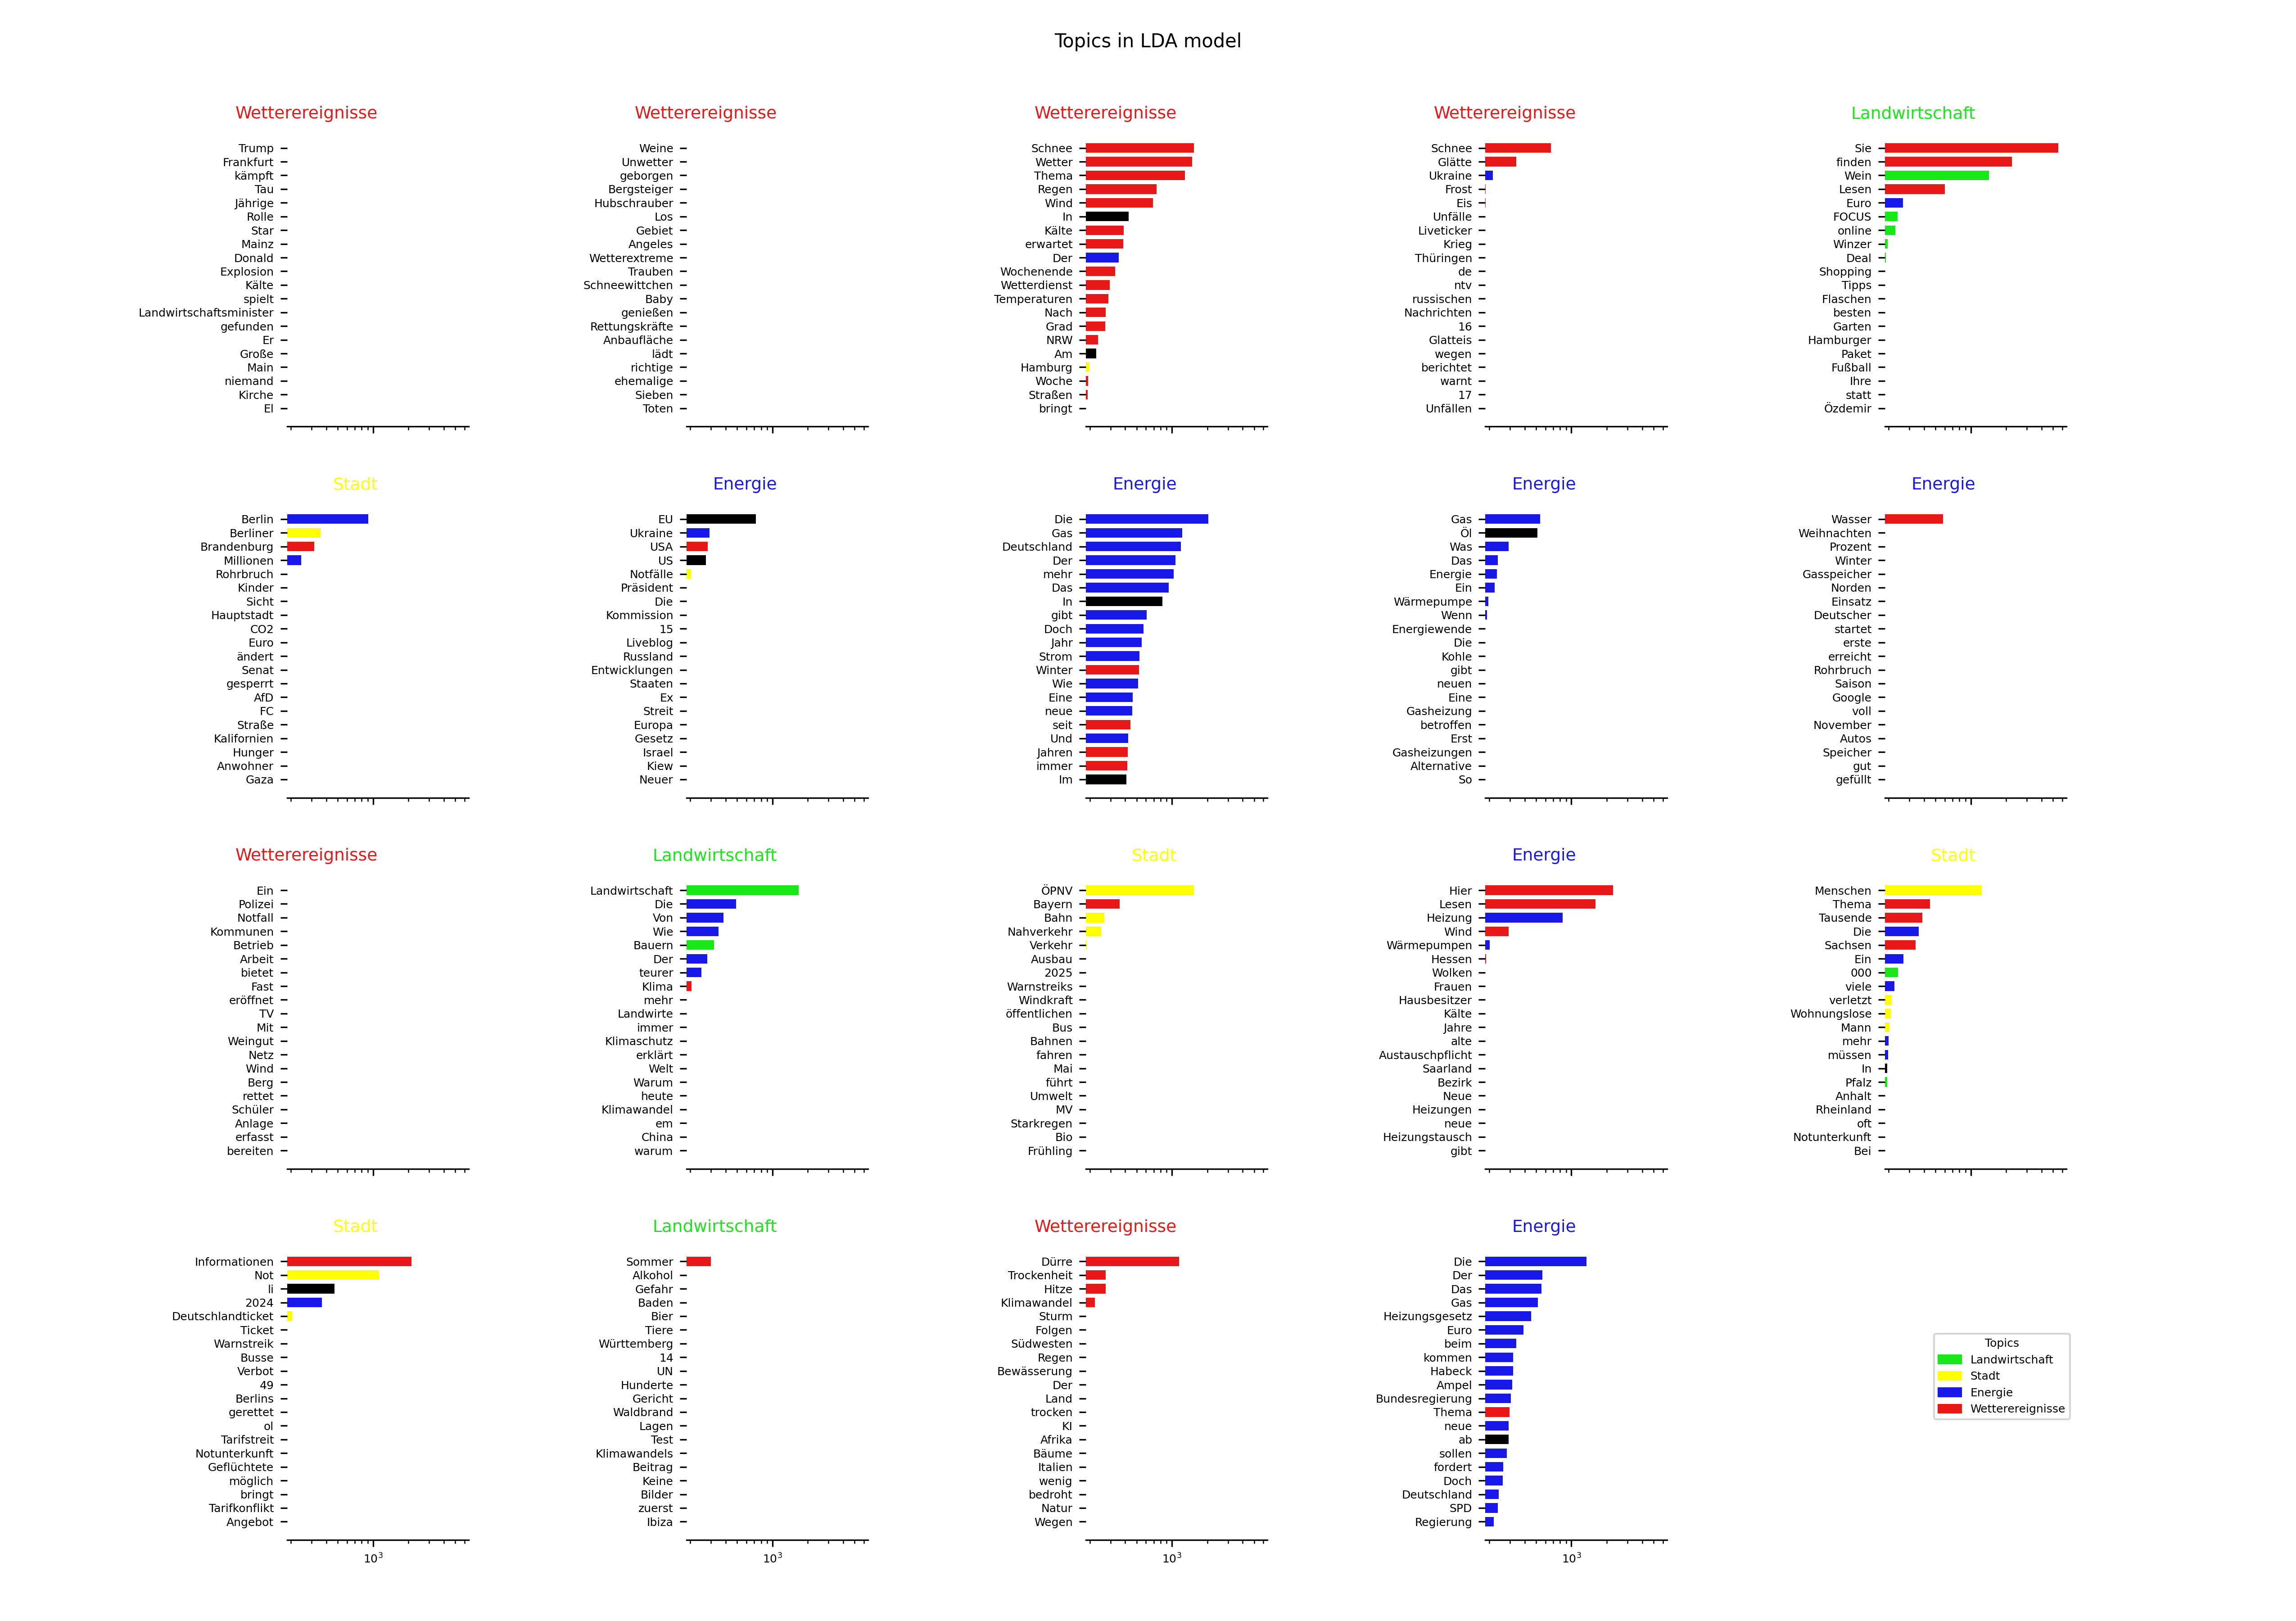 Topics in LDA model
Wetterereignisse
Trump
Frankfurt
kämpft
Tau
Jährige
Rolle
Star
Mainz
Donald
Explosion
Kälte
spielt
Landwirtschaftsminister
gefunden
Er
Große
Main
niemand
Kirche
El
Wetterereignisse
Weine
Unwetter
geborgen
Bergsteiger
Hubschrauber
Los
Gebiet
Angeles
Wetterextreme
Trauben
Schneewittchen
Baby
genießen
Rettungskräfte
Anbaufläche
lädt
richtige
ehemalige
Sieben
Toten
Wetterereignisse
Schnee
Wetter
Thema
Regen
Wind
In
Kälte
erwartet
Der
Wochenende
Wetterdienst
Temperaturen
Nach
Grad
NRW
Am
Hamburg
Woche
Straßen
bringt
Wetterereignisse
Schnee
Glätte
Ukraine
Frost
Eis
Unfälle
Liveticker
Krieg
Thüringen
de
ntv
russischen
Nachrichten
16
Glatteis
wegen
berichtet
warnt
17
Unfällen
Landwirtschaft
Sie
finden
Wein
Lesen
Euro
FOCUS
online
Winzer
Deal
Shopping
Tipps
Flaschen
besten
Garten
Hamburger
Paket
Fußball
Ihre
statt
Özdemir
Stadt
Berlin
Berliner
Brandenburg
Millionen
Rohrbruch
Kinder
Sicht
Hauptstadt
CO2
Euro
ändert
Senat
gesperrt
AfD
FC
Straße
Kalifornien
Hunger
Anwohner
Gaza
Energie
EU
Ukraine
USA
US
Notfälle
Präsident
Die
Kommission
15
Liveblog
Russland
Entwicklungen
Staaten
Ex
Streit
Europa
Gesetz
Israel
Kiew
Neuer
Energie
Die
Gas
Deutschland
Der
mehr
Das
In
gibt
Doch
Jahr
Strom
Winter
Wie
Eine
neue
seit
Und
Jahren
immer
Im
Energie
Gas
Öl
Was
Das
Energie
Ein
Wärmepumpe
Wenn
Energiewende
Die
Kohle
gibt
neuen
Eine
Gasheizung
betroffen
Erst
Gasheizungen
Alternative
So
Energie
Wasser
Weihnachten
Prozent
Winter
Gasspeicher
Norden
Einsatz
Deutscher
startet
erste
erreicht
Rohrbruch
Saison
Google
voll
November
Autos
Speicher
gut
gefüllt
Wetterereignisse
Ein
Polizei
Notfall
Kommunen
Betrieb
Arbeit
bietet
Fast
eröffnet
TV
Mit
Weingut
Netz
Wind
Berg
rettet
Schüler
Anlage
erfasst
bereiten
Landwirtschaft
Landwirtschaft
Die
Von
Wie
Bauern
Der
teurer
Klima
mehr
Landwirte
immer
Klimaschutz
erklärt
Welt
Warum
heute
Klimawandel
em
China
warum
Stadt
ÖPNV
Bayern
Bahn
Nahverkehr
Verkehr
Ausbau
2025
Warnstreiks
Windkraft
öffentlichen
Bus
Bahnen
fahren
Mai
führt
Umwelt
MV
Starkregen
Bio
Frühling
Energie
Hier
Lesen
Heizung
Wind
Wärmepumpen
Hessen
Wolken
Frauen
Hausbesitzer
Kälte
Jahre
alte
Austauschpflicht
Saarland
Bezirk
Neue
Heizungen
neue
Heizungstausch
gibt
Stadt
Menschen
Thema
Tausende
Die
Sachsen
Ein
000
viele
verletzt
Wohnungslose
Mann
mehr
müssen
In
Pfalz
Anhalt
Rheinland
oft
Notunterkunft
Bei
Stadt
Informationen
Not
li
2024
Deutschlandticket
Ticket
Warnstreik
Busse
Verbot
49
Berlins
gerettet
ol
Tarifstreit
Notunterkunft
Geflüchtete
möglich
bringt
Tarifkonflikt
Angebot
10³
Landwirtschaft
Sommer
Alkohol
Gefahr
Baden
Bier
Tiere
Württemberg
14
UN
Hunderte
Gericht
Waldbrand
Lagen
Test
Klimawandels
Beitrag
Keine
Bilder
zuerst
Ibiza
10³
Wetterereignisse
Dürre
Trockenheit
Hitze
Klimawandel
Sturm
Folgen
Südwesten
Regen
Bewässerung
Der
Land
trocken
KI
Afrika
Bäume
Italien
wenig
bedroht
Natur
Wegen
10³
Energie
Die
Der
Das
Gas
Heizungsgesetz
Euro
beim
kommen
Habeck
Ampel
Bundesregierung
Thema
neue
ab
sollen
fordert
Doch
Deutschland
SPD
Regierung
10³
Topics
Landwirtschaft
Stadt
Energie
Wetterereignisse